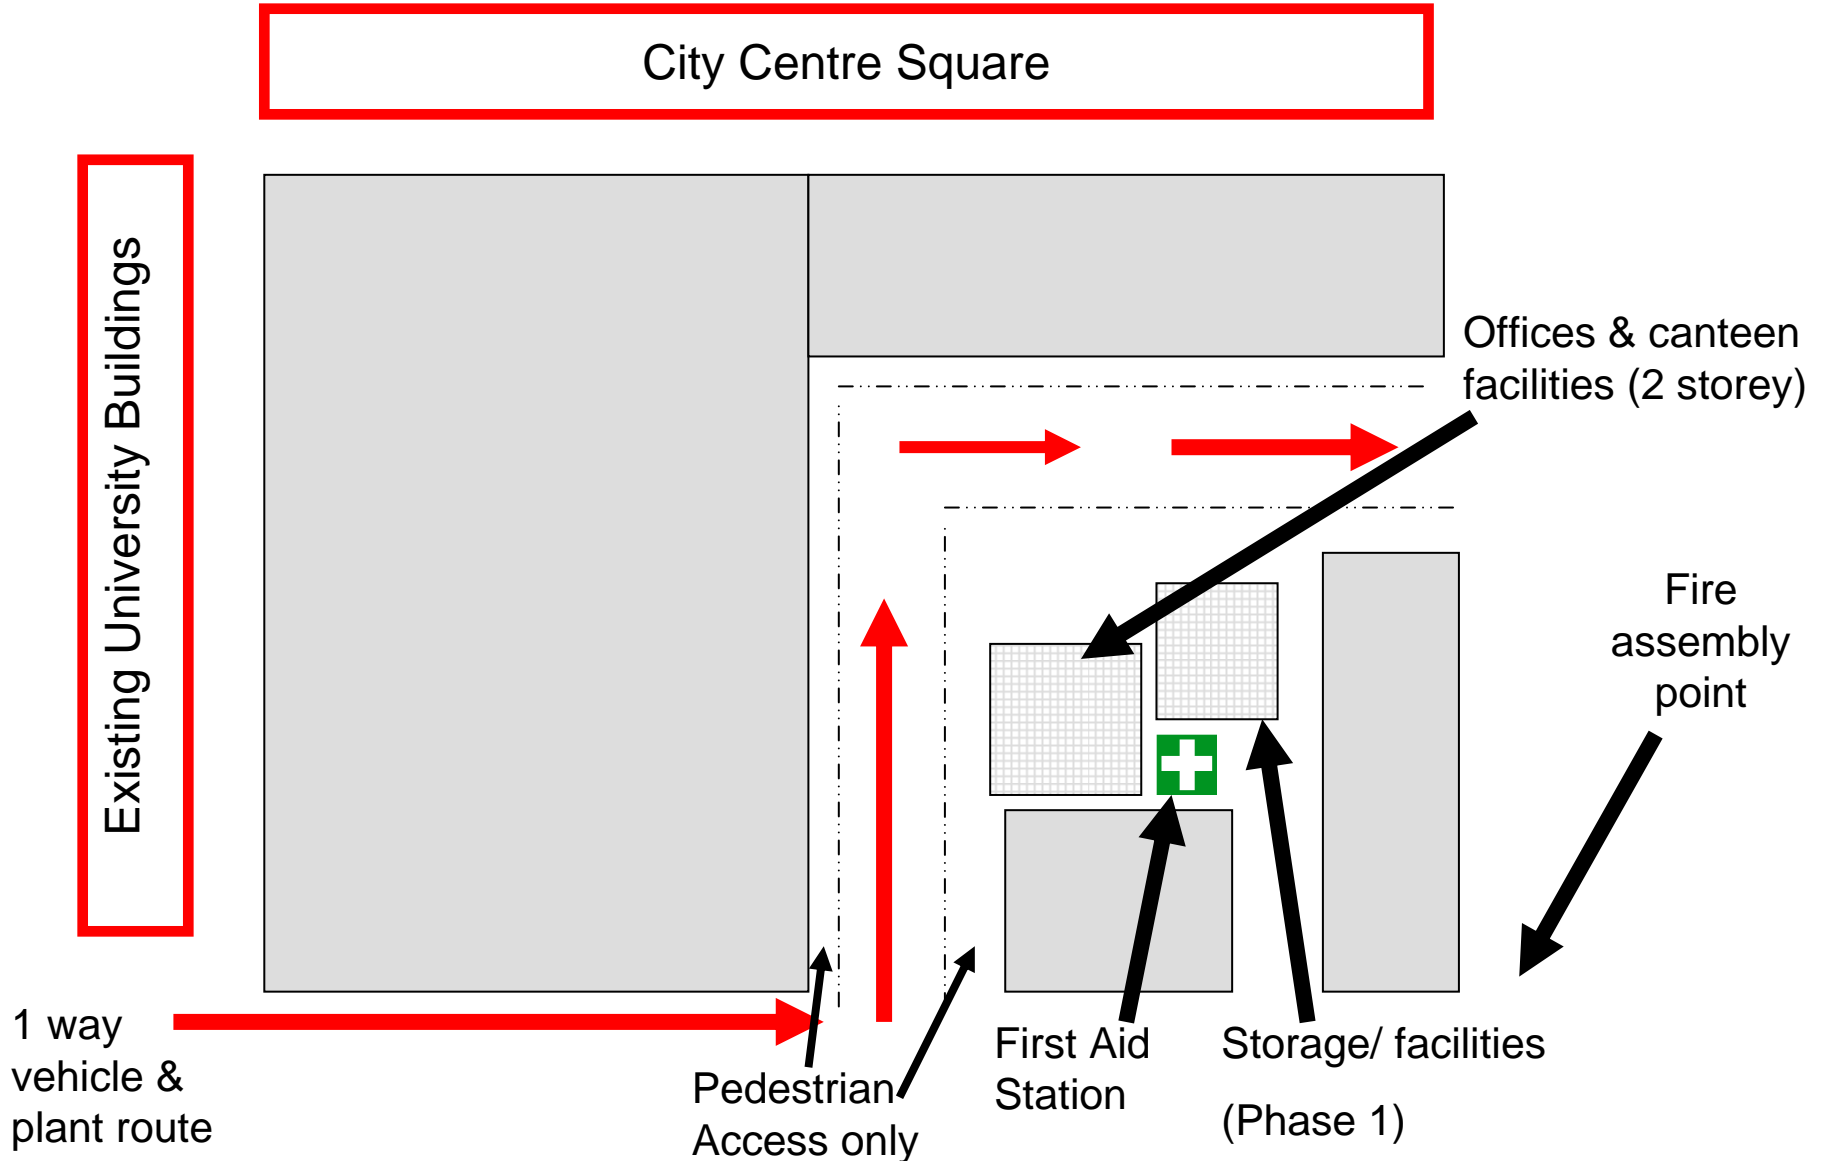 City Centre Square
Existing University Buildings
Offices & canteen
facilities (2 storey)
Fire
assembly
point
1 way
vehicle &
plant route
Pedestrian
Access only
First Aid
Station
Storage/ facilities
(Phase 1)